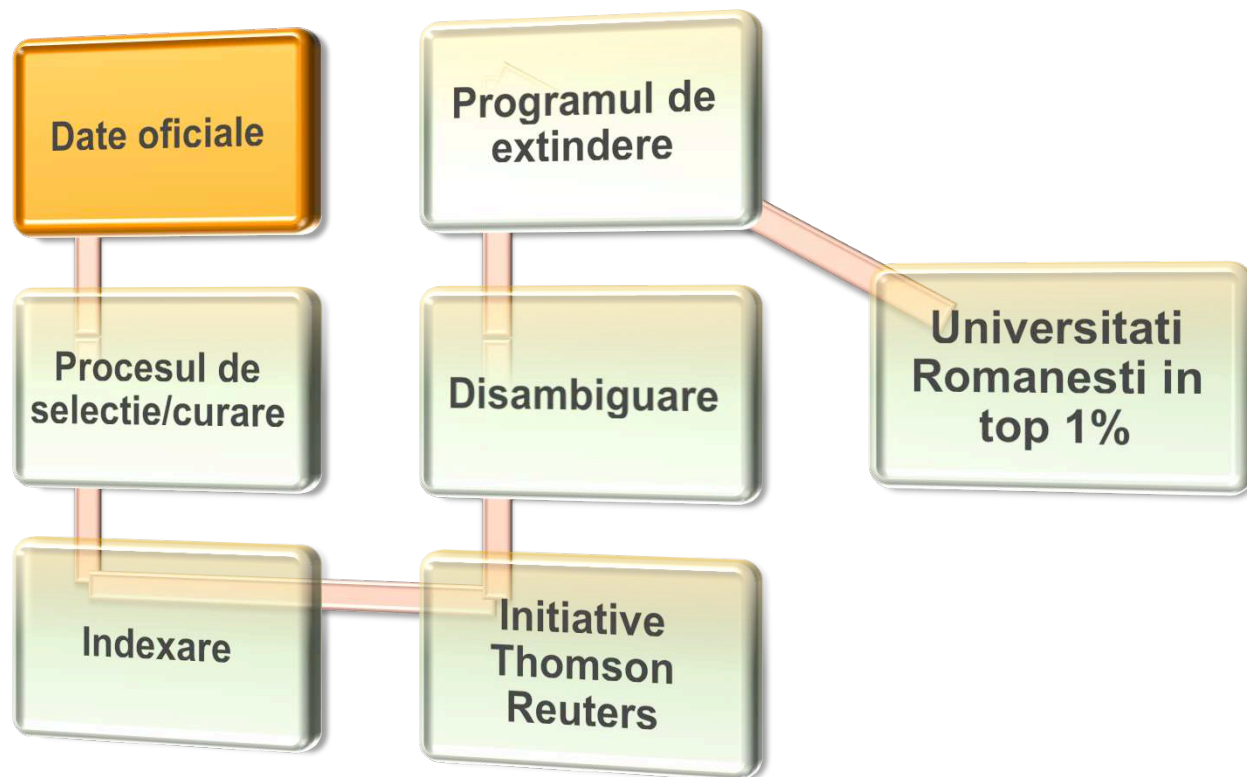 Date oficiale
Procesul de
selectie/curare
Indexare
Initiative
Thomson
Reuters
Disambiguare
Programul de
extindere
Universitati
Romanesti in
top 1%